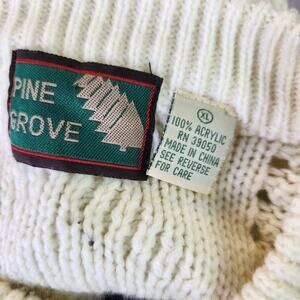 PINE
GROVE
XL
100% ACRYLIC
RN 39050
MADE IN CHINA
SEE REVERSE
FOR CARE